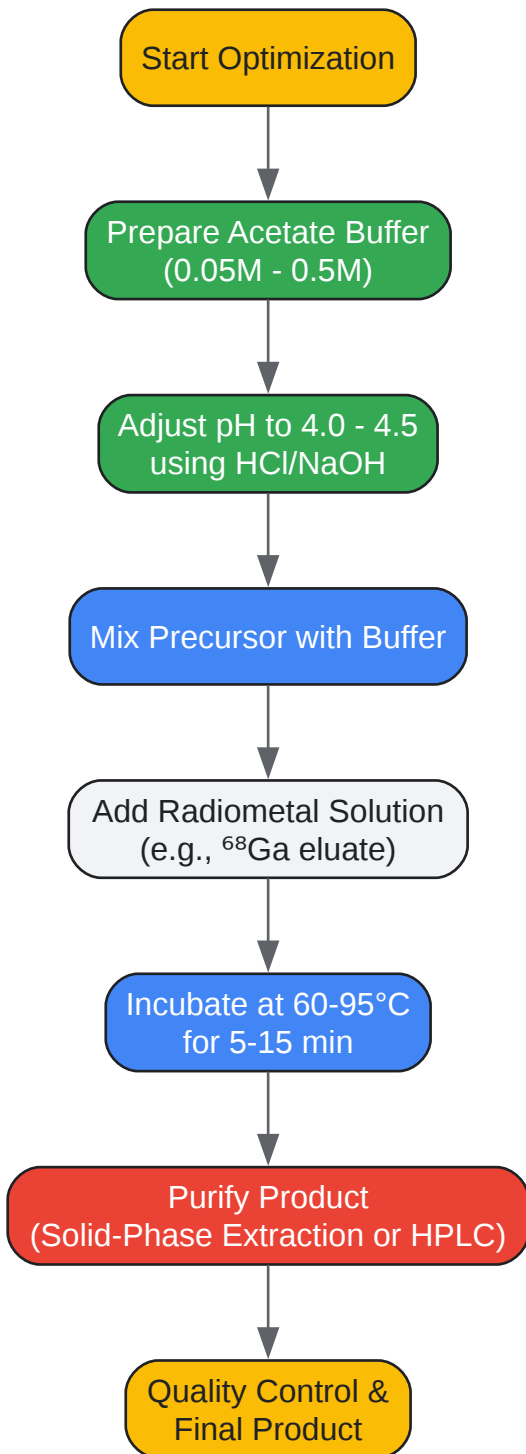 Start Optimization
Prepare Acetate Buffer
(0.05M - 0.5M)
Adjust pH to 4.0 - 4.5
using HCl/NaOH
Mix Precursor with Buffer
Add Radiometal Solution
(e.g., ⁶⁸Ga eluate)
Incubate at 60-95°C
for 5-15 min
Purify Product
(Solid-Phase Extraction or HPLC)
Quality Control &
Final Product